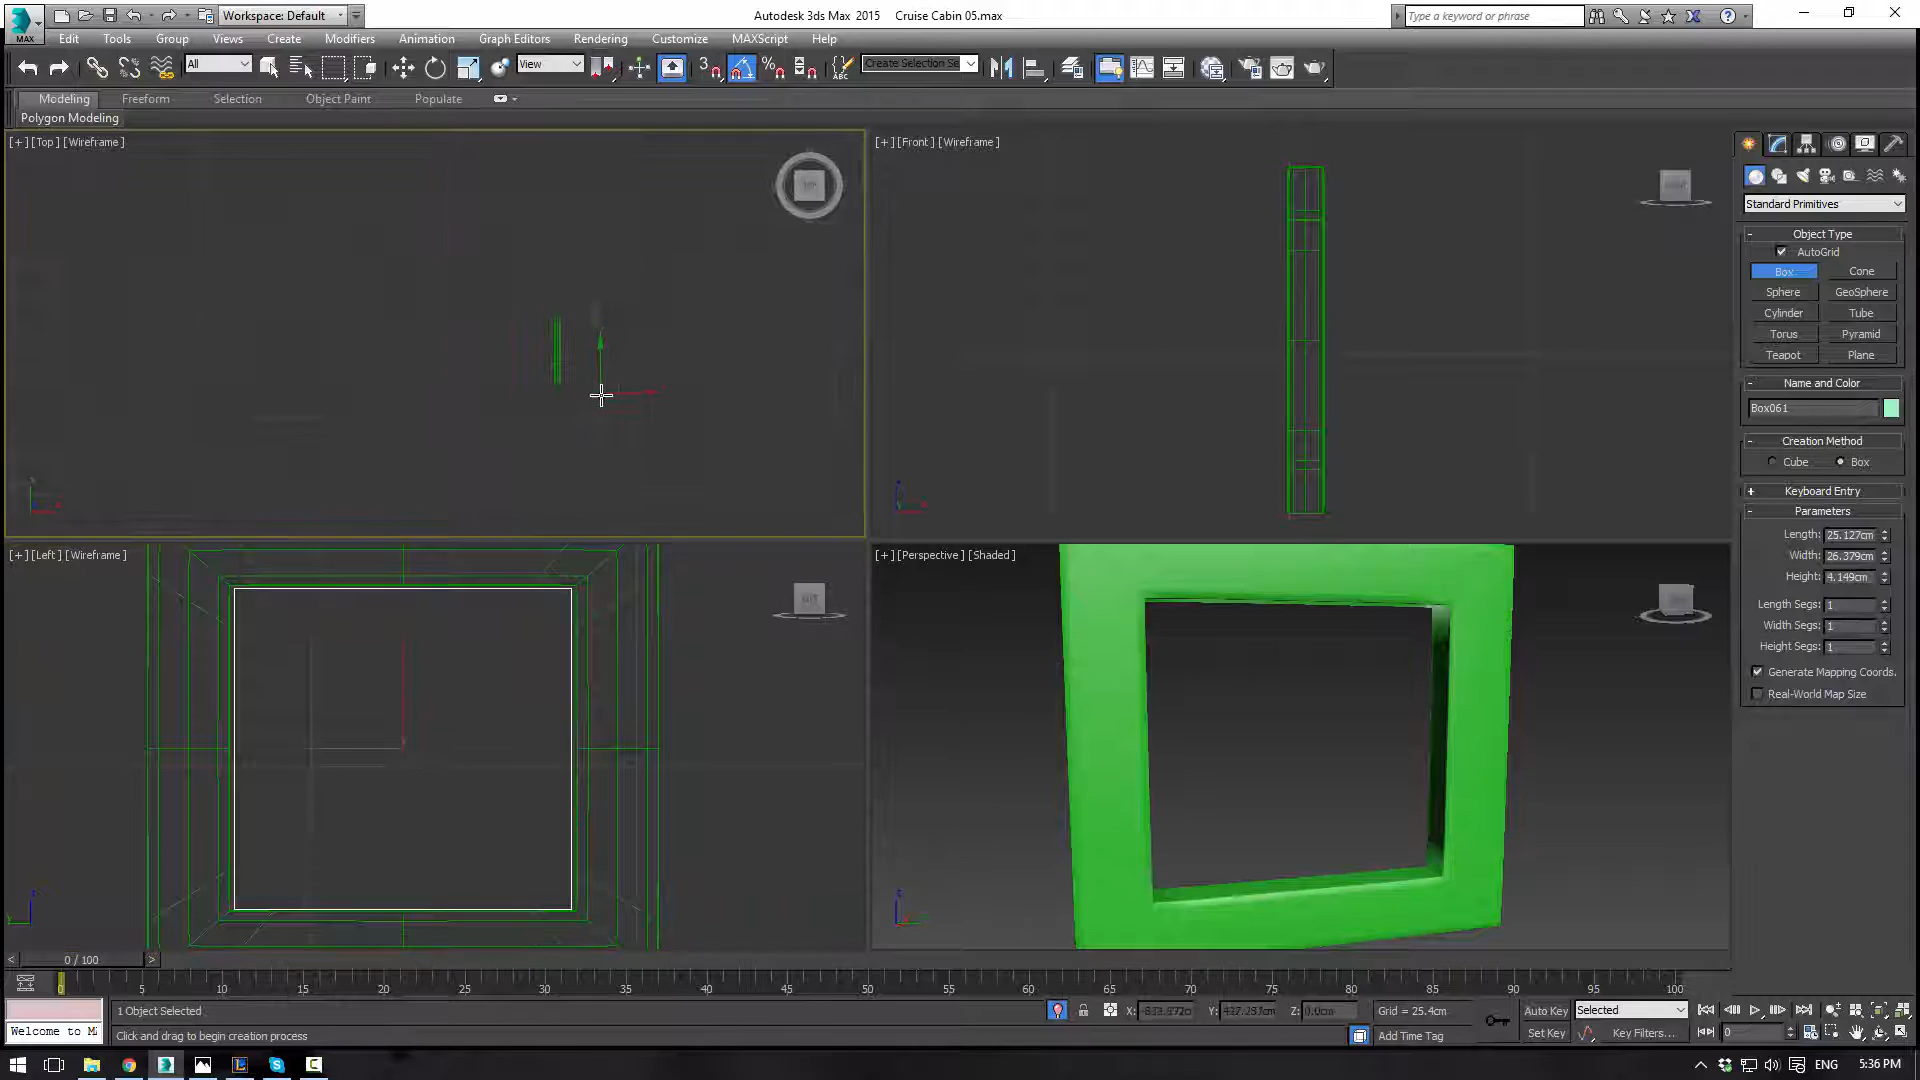 Workspace: Default
Autodesk 3ds Max 2015 Cruise Cabin 05.max
Type a keyword or phrase
MAX
Edit Tools Group Views Create Modifiers Animation Graph Editors Rendering Customize MAXScript Help
All
View
3
%
ABC
Create Selection Se
Modeling Freeform Selection Object Paint Populate
Polygon Modeling
[+][Top][Wireframe]
[+][Front][Wireframe]
Standard Primitives
- Object Type
AutoGrid
Box Cone
Sphere GeoSphere
Cylinder Tube
Torus Pyramid
Teapot Plane
- Name and Color
Box061
- Creation Method
Cube Box
+ Keyboard Entry
- Parameters
Length: 25.127cm
Width: 26.379cm
Height: 4.149cm
Length Segs: 1
Width Segs: 1
Height Segs: 1
Generate Mapping Coords.
Real-World Map Size
[+][Left][Wireframe]
[+][Perspective][Shaded]
< 0 / 100 >
0 5 10 15 20 25 30 35 40 45 50 55 60 65 70 75 80 85 90 95 100
1 Object Selected
X: Y: Z: 0.0cm
Grid = 25.4cm
Auto Key
Selected
Welcome to M
Click and drag to begin creation process
Add Time Tag
Set Key
Key Filters...
0
ENG
5:36 PM